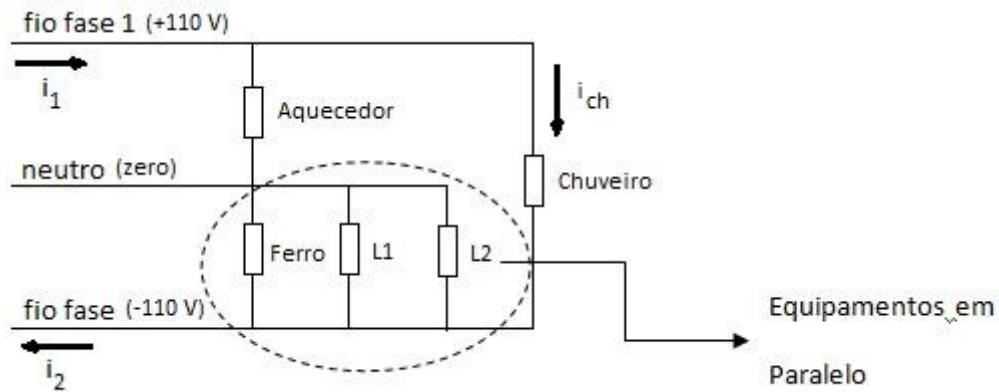 fio fase 1 (+110 V)
i1
ich
Aquecedor
neutro (zero)
Chuveiro
Ferro
L1
L2
fio fase (-110 V)
i2
Equipamentos em
Paralelo